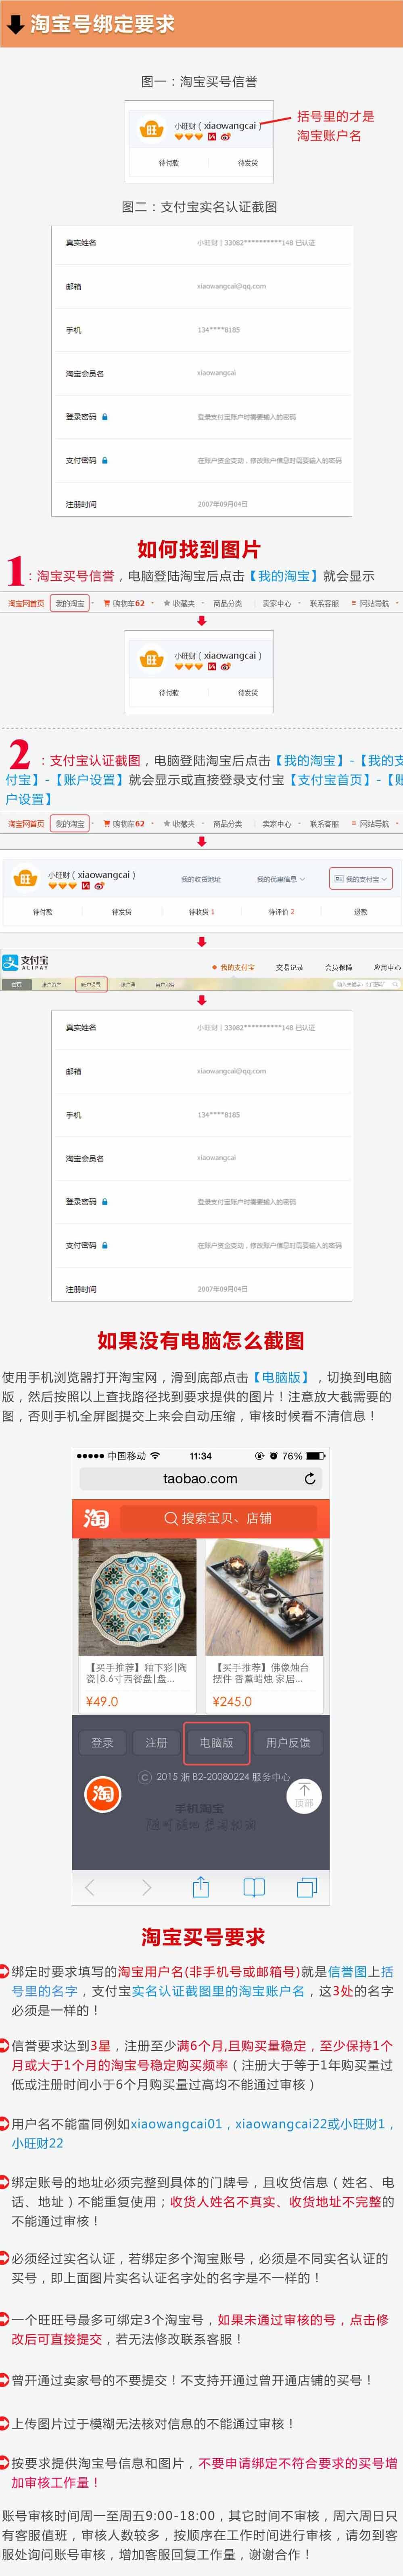 淘宝号绑定要求
图一：淘宝买号信誉
小旺财（xiaowangcai）
括号里的才是
淘宝账户名
待付款 待发货
图二：支付宝实名认证截图
真实姓名 小旺财 | 33082**********148 已认证
邮箱 xiaowangcai@qq.com
手机 134****8185
淘宝会员名 xiaowangcai
登录密码 登录支付宝账户时需要输入的密码
支付密码 在账户资金变动，修改账户信息时需要输入的密码
注册时间 2007年09月04日
如何找到图片
1：淘宝买号信誉，电脑登陆淘宝后点击【我的淘宝】就会显示
淘宝网首页 我的淘宝 购物车62 收藏夹 商品分类 卖家中心 联系客服 网站导航
小旺财（xiaowangcai）
待付款 待发货
2：支付宝认证截图，电脑登陆淘宝后点击【我的淘宝】-【我的支
付宝】-【账户设置】就会显示或直接登录支付宝【支付宝首页】-【账
户设置】
淘宝网首页 我的淘宝 购物车62 收藏夹 商品分类 卖家中心 联系客服 网站导航
小旺财（xiaowangcai） 我的收货地址 我的优惠信息 我的支付宝
待付款 待发货 待收货 1 待评价 2 退款
支付宝 ALIPAY 我的支付宝 交易记录 会员保障 应用中心
首页 账户资产 账户设置 账户通
真实姓名 小旺财 | 33082**********148 已认证
邮箱 xiaowangcai@qq.com
手机 134****8185
淘宝会员名 xiaowangcai
登录密码 登录支付宝账户时需要输入的密码
支付密码 在账户资金变动，修改账户信息时需要输入的密码
注册时间 2007年09月04日
如果没有电脑怎么截图
使用手机浏览器打开淘宝网，滑到底部点击【电脑版】，切换到电脑
版，然后按照以上查找路径找到要求提供的图片！注意放大截需要的
图，否则手机全屏图提交上来会自动压缩，审核时候看不清信息！
中国移动 11:34 76%
taobao.com
淘 搜索宝贝、店铺
【买手推荐】釉下彩|陶
瓷|8.6寸西餐盘|盘...
¥49.0
【买手推荐】佛像烛台
摆件 香薰蜡烛 家居...
¥245.0
登录 注册 电脑版 用户反馈
© 2015 浙 B2-20080224 服务中心
淘 手机淘宝 顶部
淘宝买号要求
绑定时要求填写的淘宝用户名(非手机号或邮箱号)就是信誉图上括
号里的名字，支付宝实名认证截图里的淘宝账户名，这3处的名字
必须是一样的！
信誉要求达到3星，注册至少满6个月,且购买量稳定，至少保持1个
月或大于1个月的淘宝号稳定购买频率（注册大于等于1年购买量过
低或注册时间小于6个月购买量过高均不能通过审核）
用户名不能雷同例如xiaowangcai01，xiaowangcai22或小旺财1，
小旺财22
绑定账号的地址必须完整到具体的门牌号，且收货信息（姓名、电
话、地址）不能重复使用；收货人姓名不真实、收货地址不完整的
不能通过审核！
必须经过实名认证，若绑定多个淘宝账号，必须是不同实名认证的
买号，即上面图片实名认证名字处的名字是不一样的！
一个旺旺号最多可绑定3个淘宝号，如果未通过审核的号，点击修
改后可直接提交，若无法修改联系客服！
曾开通过卖家号的不要提交！不支持开通过曾开通店铺的买号！
上传图片过于模糊无法核对信息的不能通过审核！
按要求提供淘宝号信息和图片，不要申请绑定不符合要求的买号增
加审核工作量！
账号审核时间周一至周五9:00-18:00，其它时间不审核，周六周日只
有客服值班，审核人数较多，按顺序在工作时间进行审核，请勿到客
服处询问账号审核，增加客服回复工作量，谢谢合作！